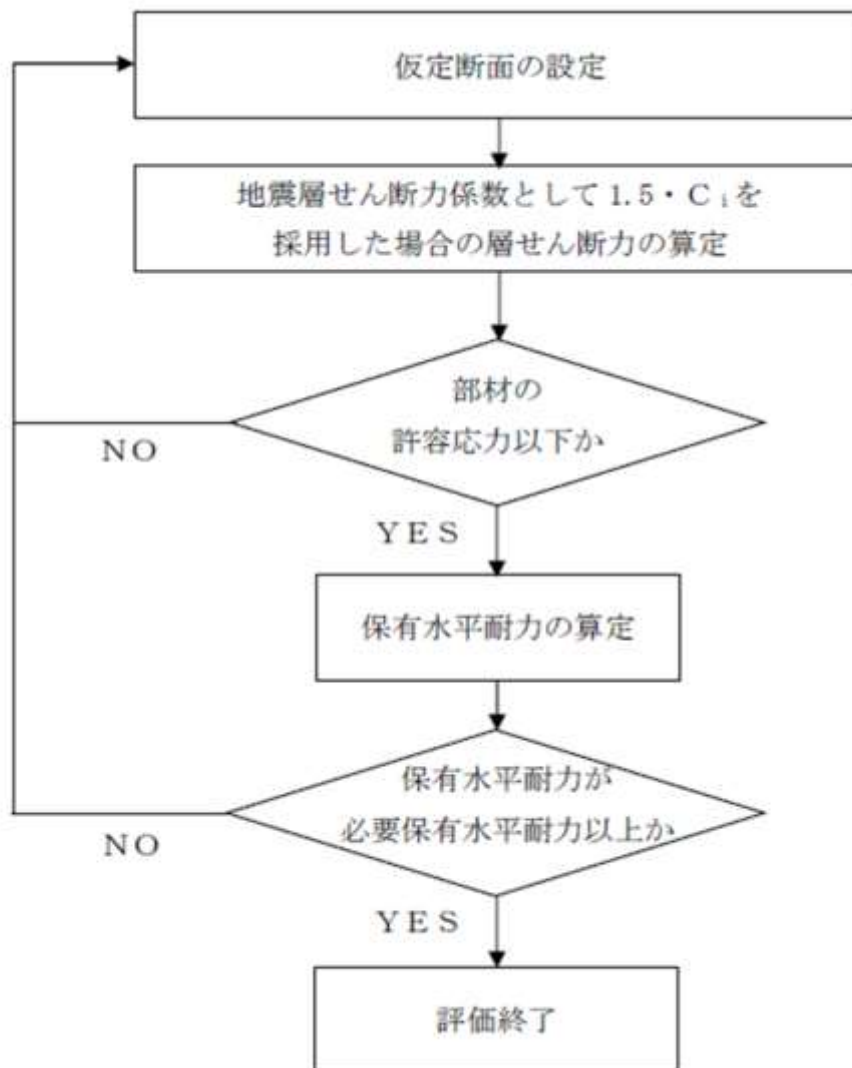 仮定断面の設定
地震層せん断力係数として1.5・Ciを
採用した場合の層せん断力の算定
部材の
許容応力以下か
NO
YES
保有水平耐力の算定
保有水平耐力が
必要保有水平耐力以上か
NO
YES
評価終了